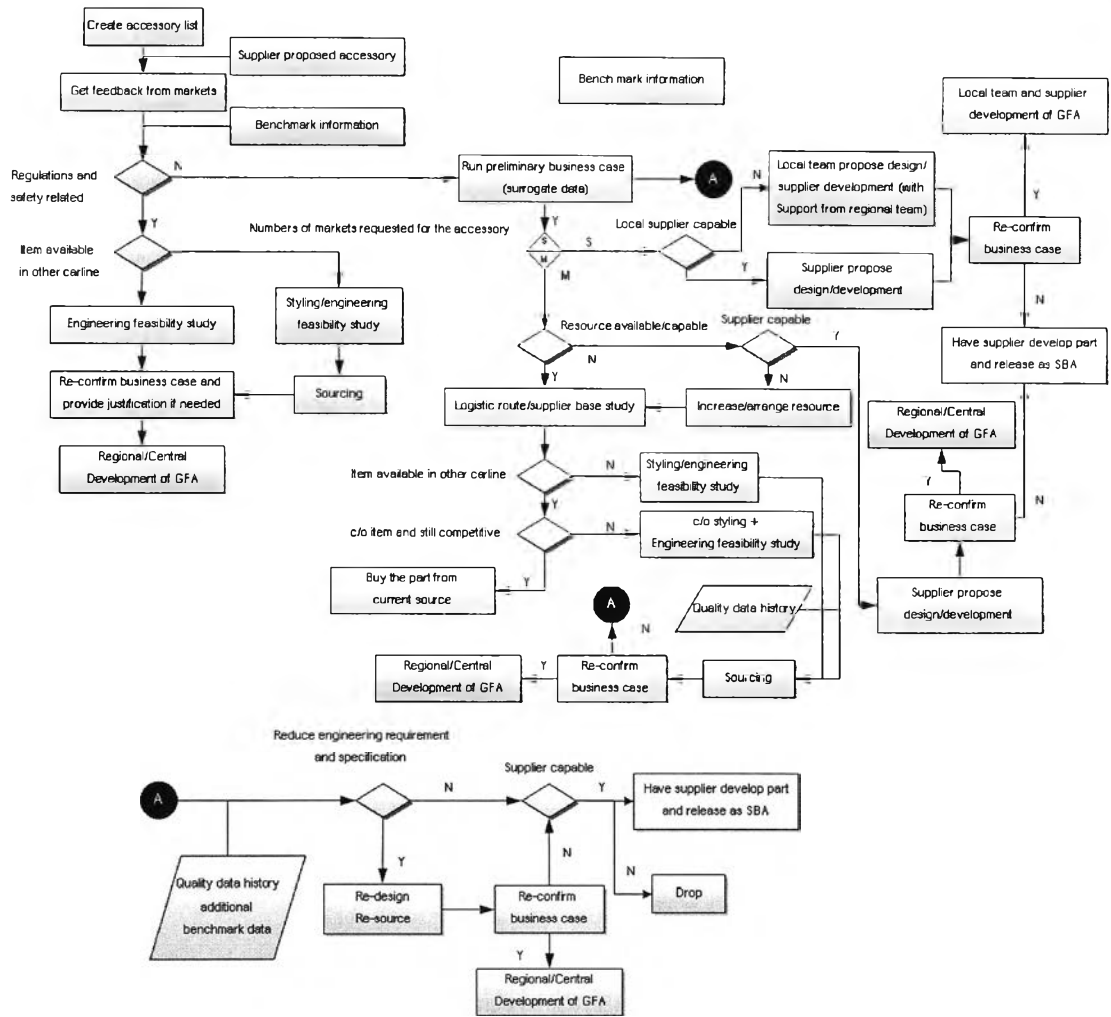 Create accessory list
Supplier proposed accessory
Get feedback from markets
Benchmark information
Regulations and
safety related
N
Y
Item available
in other carline
Engineering feasibility study
Styling/engineering
feasibility study
Re-confirm business case and
provide justification if needed
Sourcing
Regional/Central
Development of GFA
Bench mark information
Run preliminary business case
(surrogate data)
A
Y
Numbers of markets requested for the accessory
S
M
S
M
Local supplier capable
N
Y
Local team propose design/
supplier development (with
Support from regional team)
Supplier propose
design/development
Local team and supplier
development of GFA
Y
Re-confirm
business case
N
Have supplier develop part
and release as SBA
Resource available/capable
N
Y
Supplier capable
Y
N
Logistic route/supplier base study
Increase/arrange resource
Regional/Central
Development of GFA
Y
Re-confirm
business case
N
Supplier propose
design/development
Item available in other carline
N
Y
Styling/engineering
feasibility study
c/o item and still competitive
N
Y
c/o styling +
Engineering feasibility study
Buy the part from
current source
Quality data history
A
N
Regional/Central
Development of GFA
Y
Re-confirm
business case
Sourcing
Reduce engineering requirement
and specification
A
N
Y
Supplier capable
Y
Have supplier develop part
and release as SBA
N
N
Drop
Quality data history
additional
benchmark data
Re-design
Re-source
Re-confirm
business case
Y
Regional/Central
Development of GFA